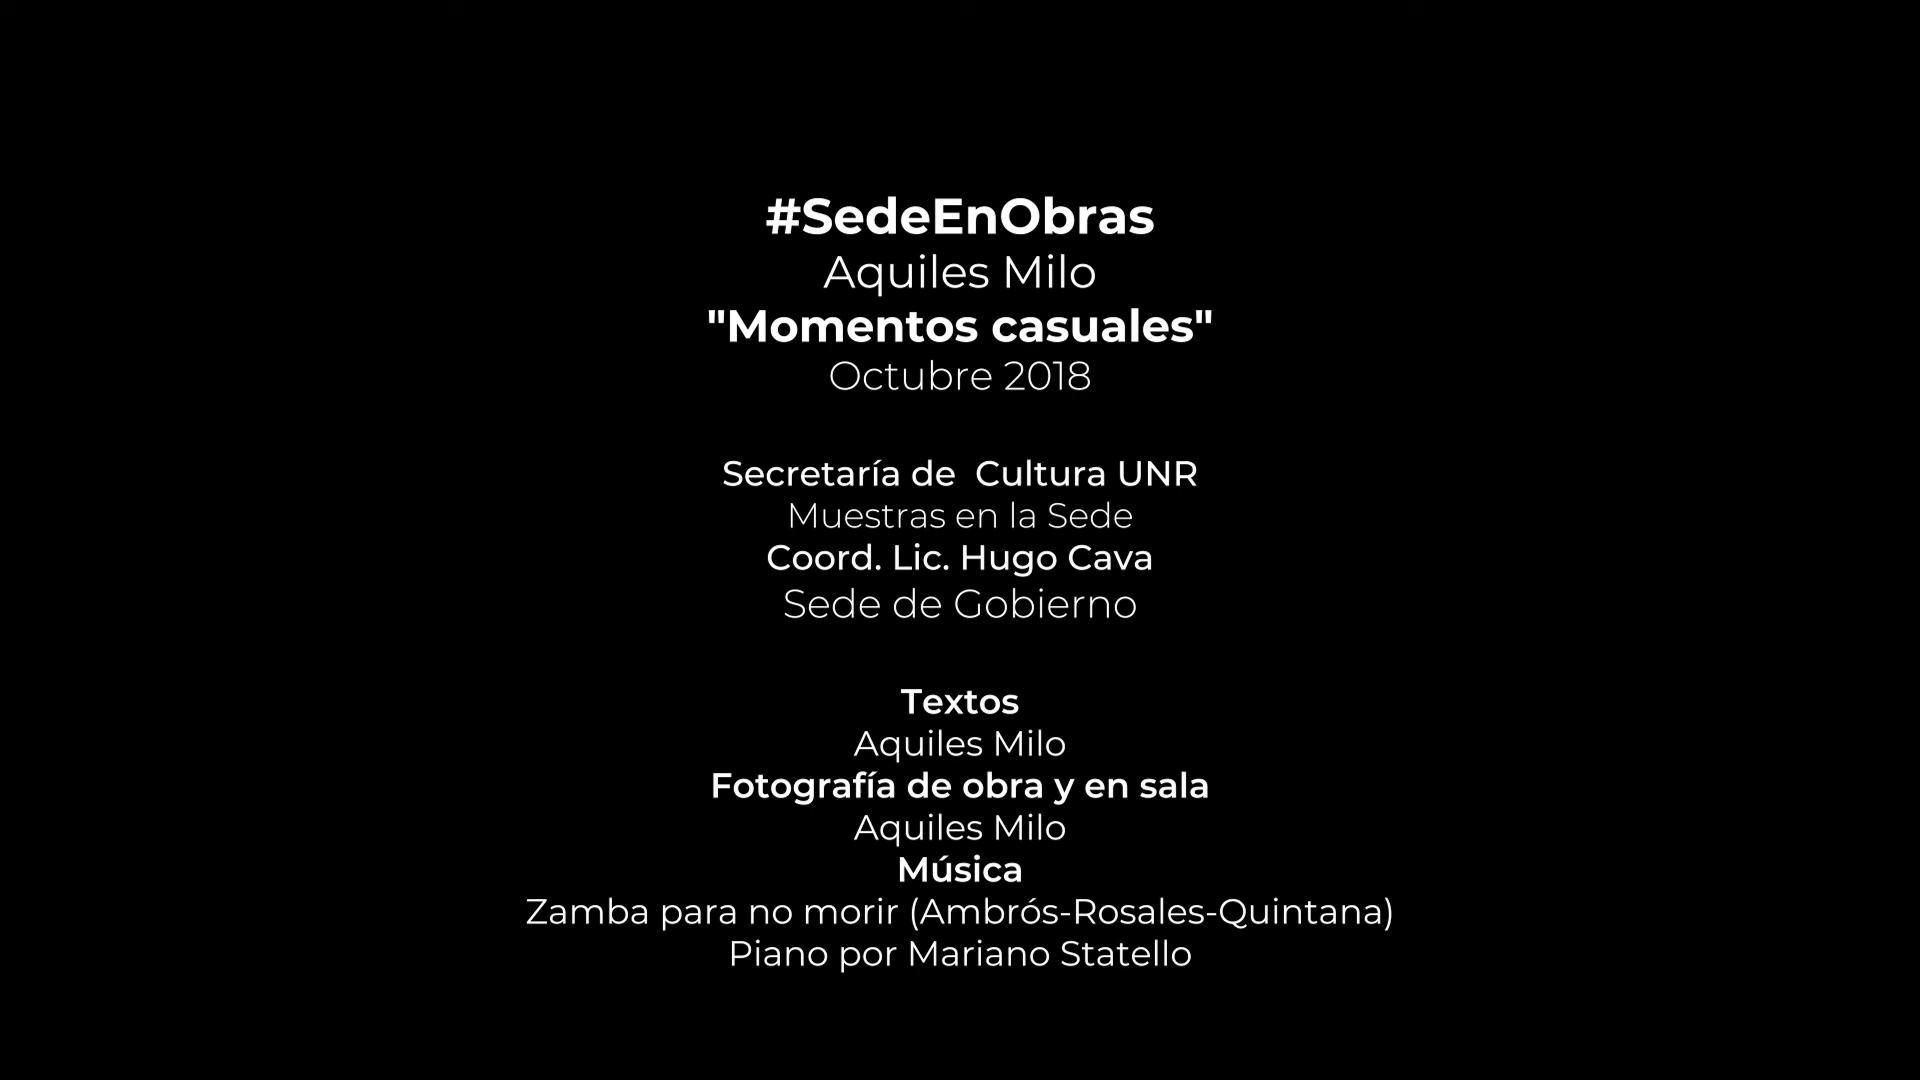 #SedeEnObras
Aquiles Milo
"Momentos casuales"
Octubre 2018
Secretaría de  Cultura UNR
Muestras en la Sede
Coord. Lic. Hugo Cava
Sede de Gobierno
Textos
Aquiles Milo
Fotografía de obra y en sala
Aquiles Milo
Música
Zamba para no morir (Ambrós-Rosales-Quintana)
Piano por Mariano Statello